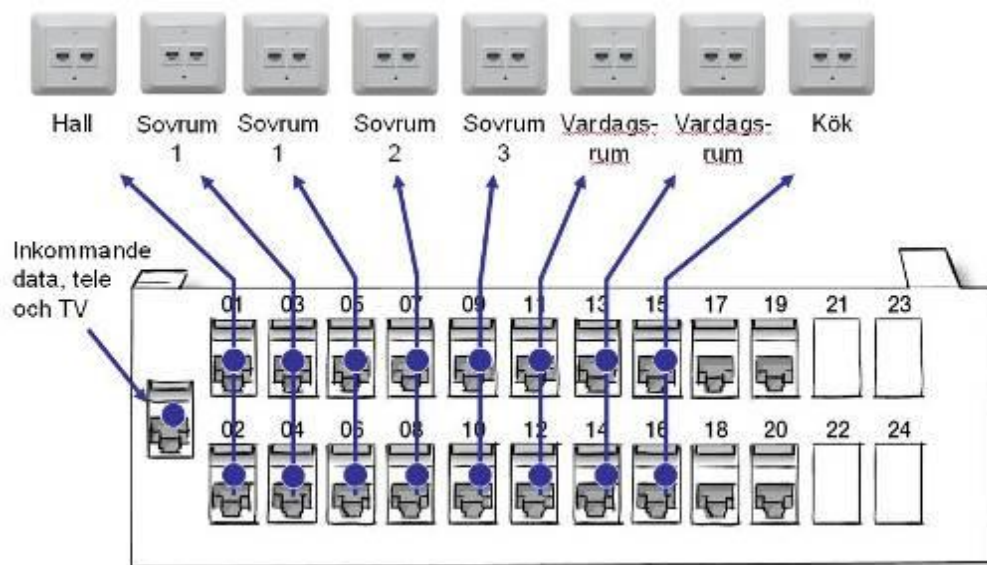 Hall Sovrum Sovrum Sovrum Sovrum Vardags- Vardags- Kök
1 1 2 3 rum rum
Inkommande
data, tele
och TV
01 03 05 07 09 11 13 15 17 19 21 23
02 04 06 08 10 12 14 16 18 20 22 24